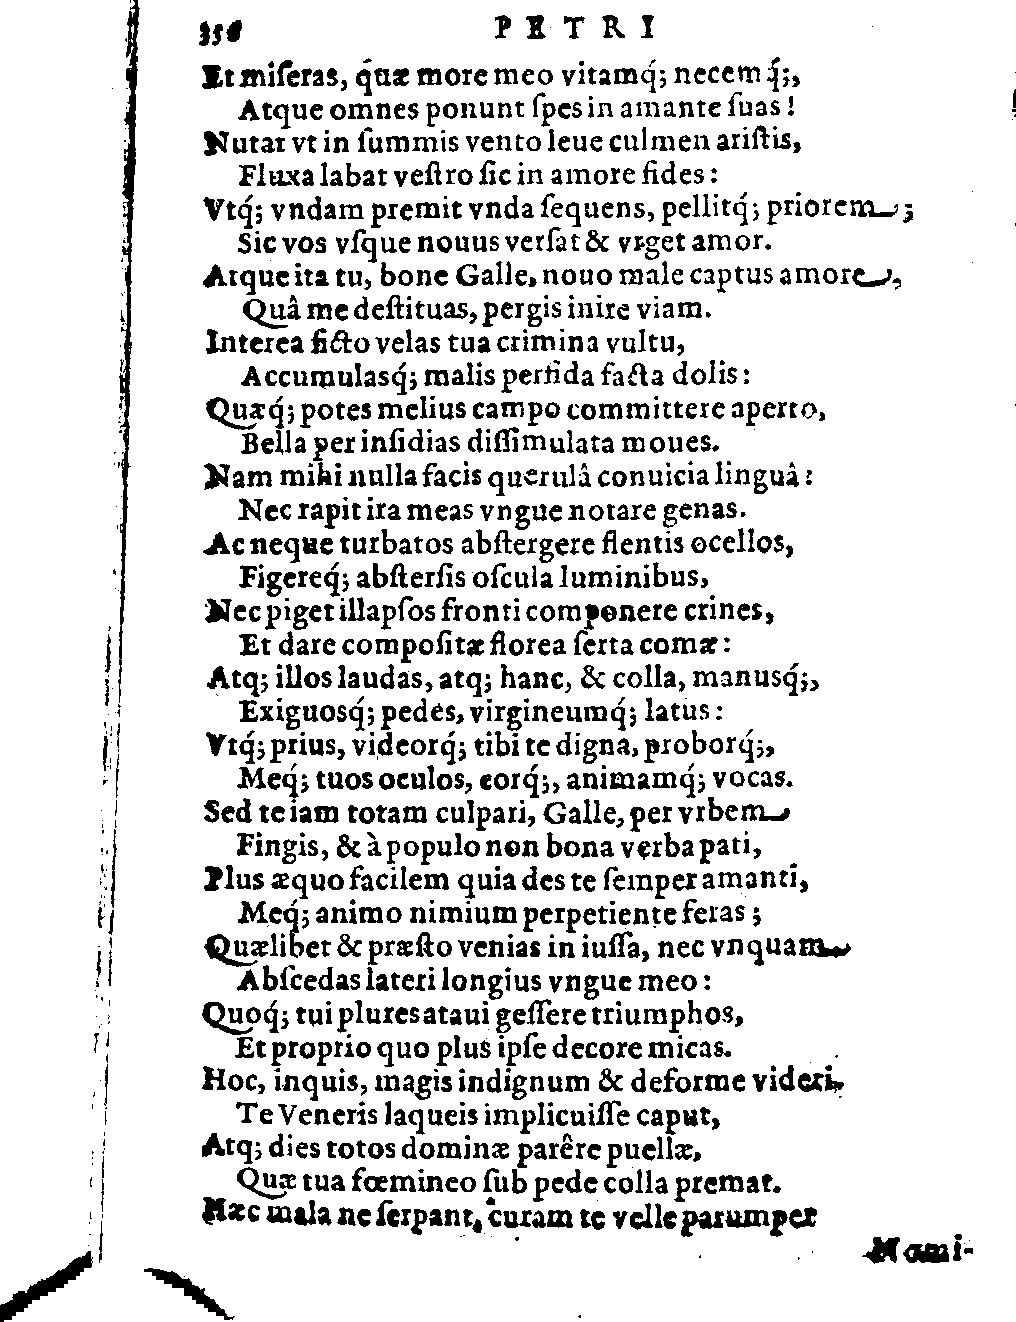 356 PETRI
Et miſeras, q́uæ more meo vitamq́; necemq́;,
Atque omnes ponunt ſpes in amante ſuas!
Nutat vt in ſummis vento leue culmen ariſtis,
Fluxa labat veſtro ſic in amore fides:
Vtq́; vndam premit vnda ſequens, pellitq́; priorem;
Sic vos vſque nouus verſat & vrget amor.
Atque ita tu, bone Galle, nouo male captus amore,
Quâ me deſtituas, pergis inire viam.
Interea ficto velas tua crimina vultu,
Accumulasq́; malis perfida facta dolis:
Quæq́; potes melius campo committere aperto,
Bella per inſidias diſſimulata moues.
Nam mihi nulla facis querulâ conuicia linguâ:
Nec rapit ira meas vngue notare genas.
Ac neque turbatos abſtergere flentis ocellos,
Figereq́; abſterſis oſcula luminibus,
Nec piget illapſos fronti componere crines,
Et dare compoſitæ florea ſerta comæ:
Atq; illos laudas, atq; hanc, & colla, manusq́;,
Exiguosq́; pedes, virgineumq́; latus:
Vtq́; prius, videorq́; tibi te digna, proborq́;,
Meq́; tuos oculos, corq́;, animamq́; vocas.
Sed te iam totam culpari, Galle, per vrbem
Fingis, & à populo non bona verba pati,
Plus æquo facilem quia des te ſemper amanti,
Meq́; animo nimium perpetiente feras;
Quælibet & præſto venias in iuſſa, nec vnquam
Abſcedas lateri longius vngue meo:
Quoq́; tui plures ataui geſſere triumphos,
Et proprio quo plus ipſe decore micas.
Hoc, inquis, magis indignum & deforme videri,
Te Veneris laqueis implicuiſſe caput,
Atq; dies totos dominæ parêre puellæ,
Quæ tua fœmineo ſub pede colla premat.
Hæc mala ne ſerpant, curam te velle parumper